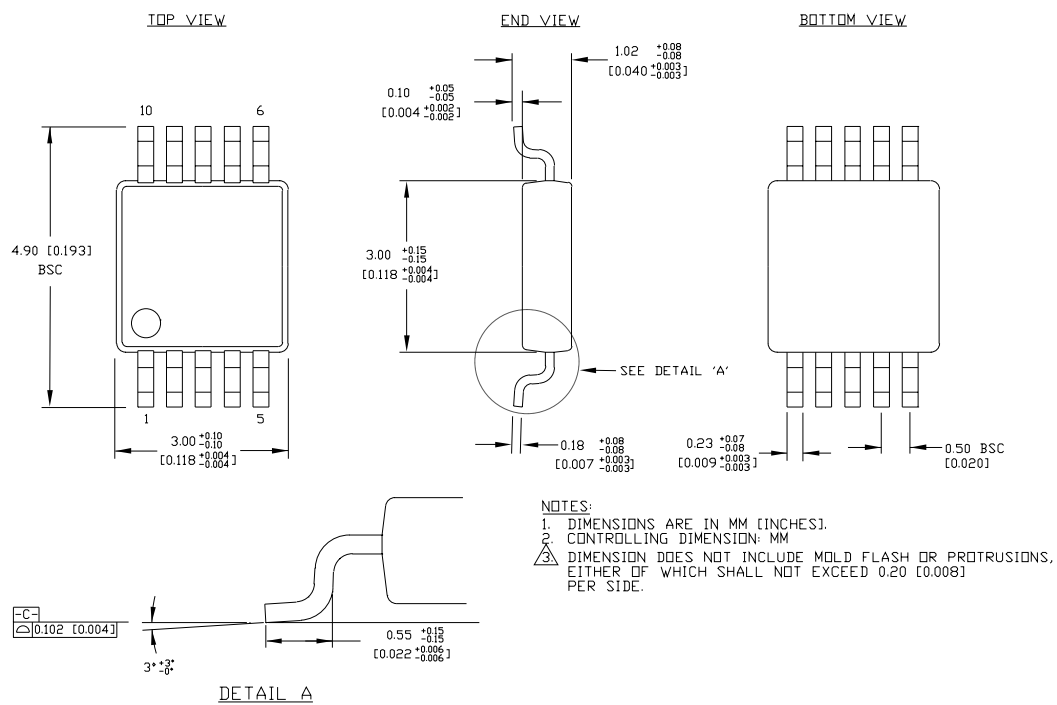 TOP VIEW
END VIEW
BOTTOM VIEW
1.02 +0.08 -0.08
[0.040 +0.003 -0.003]
0.10 +0.05 -0.05
[0.004 +0.002 -0.002]
10 6
4.90 [0.193]
BSC
3.00 +0.15 -0.15
[0.118 +0.004 -0.004]
SEE DETAIL 'A'
1 5
3.00 +0.10 -0.10
[0.118 +0.004 -0.004]
0.18 +0.08 -0.08
[0.007 +0.003 -0.003]
0.23 +0.07 -0.08
[0.009 +0.003 -0.003]
0.50 BSC
[0.020]
NOTES:
1. DIMENSIONS ARE IN MM [INCHES].
2. CONTROLLING DIMENSION: MM
3. DIMENSION DOES NOT INCLUDE MOLD FLASH OR PROTRUSIONS,
EITHER OF WHICH SHALL NOT EXCEED 0.20 [0.008]
PER SIDE.
-C-
0.102 [0.004]
3° +3° -0°
0.55 +0.15 -0.15
[0.022 +0.006 -0.006]
DETAIL A